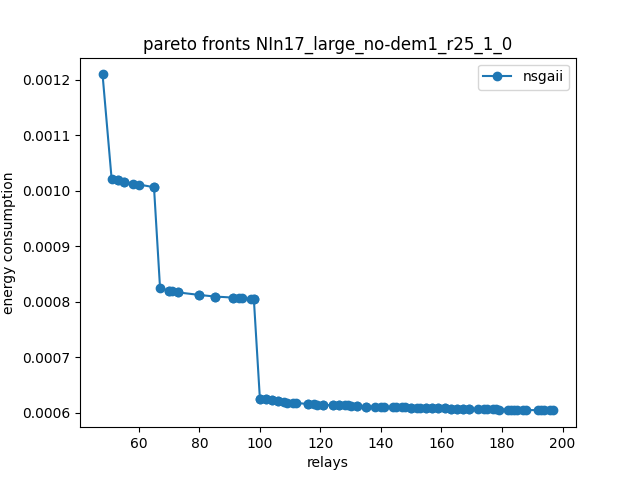 pareto fronts NIn17_large_no-dem1_r25_1_0
nsgaii
energy consumption
0.0012
0.0011
0.0010
0.0009
0.0008
0.0007
0.0006
60 80 100 120 140 160 180 200
relays